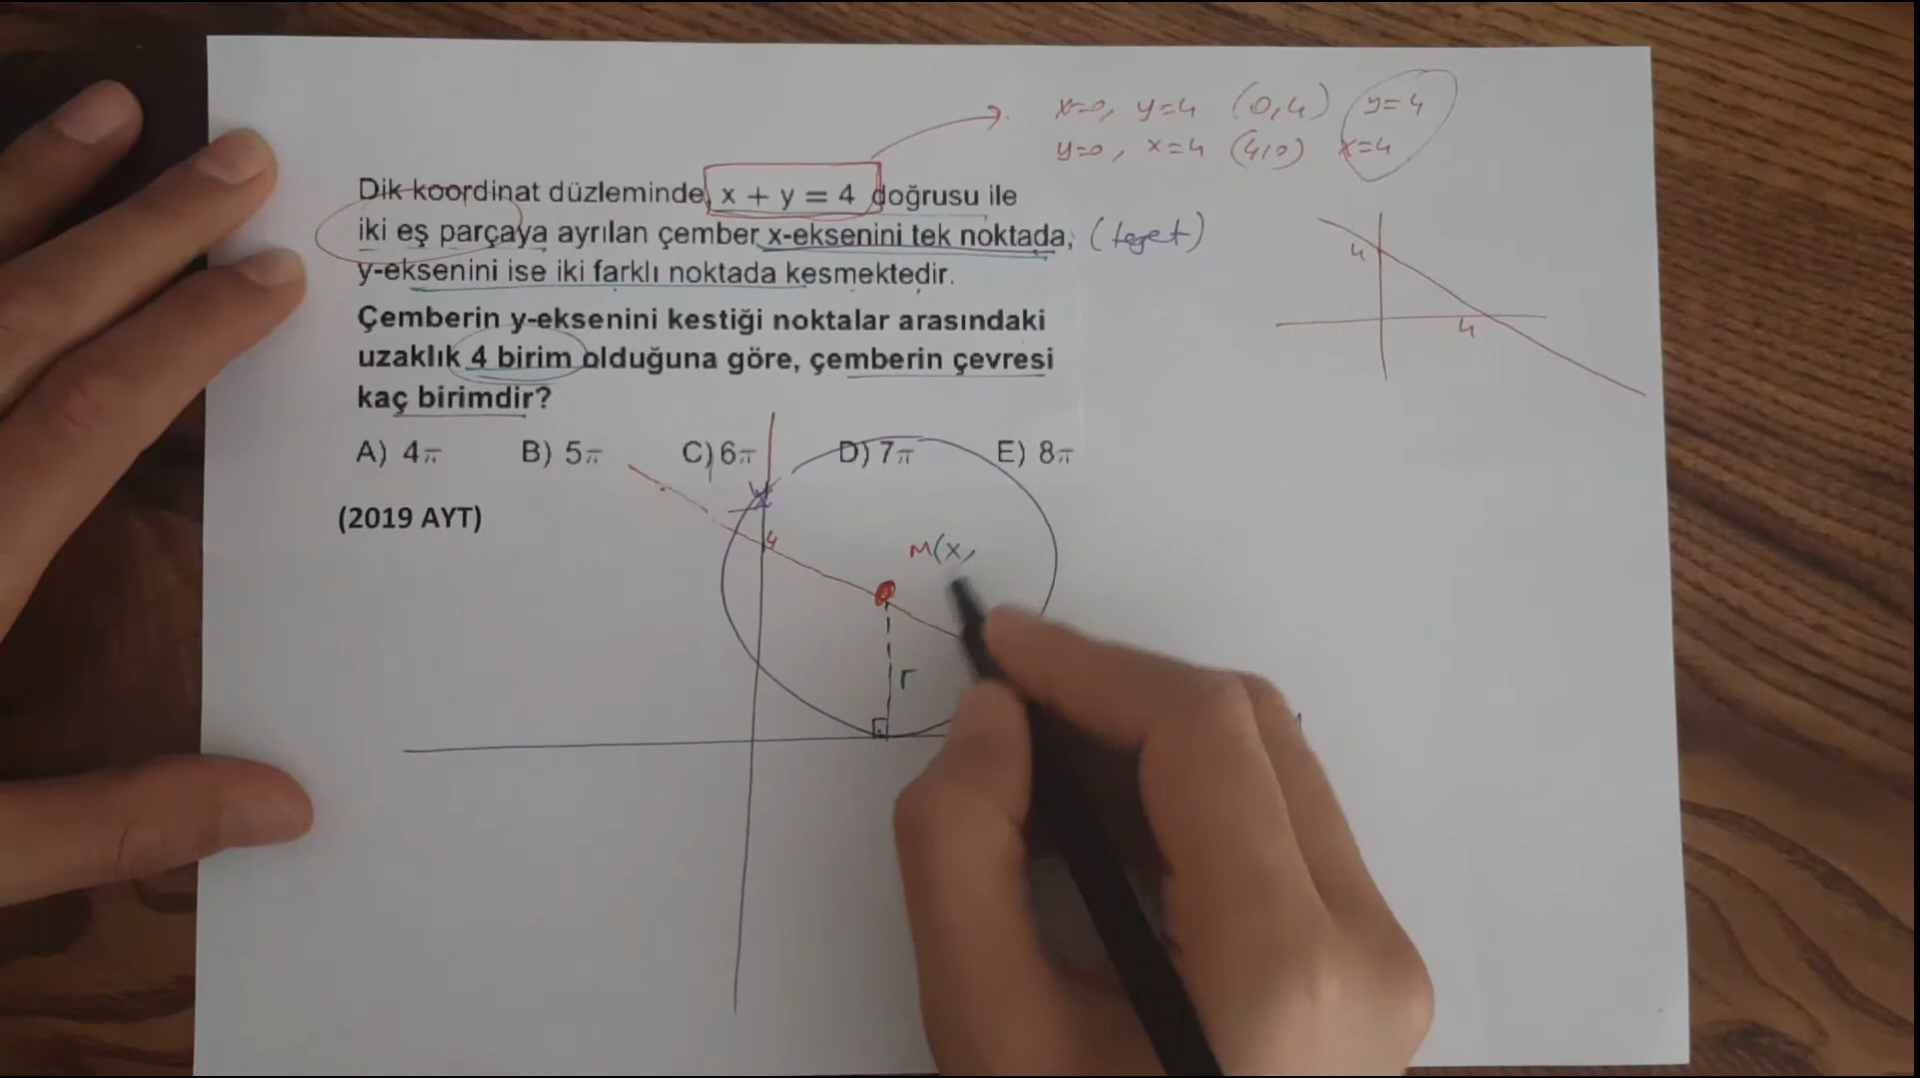 x=0, y=4 (0,4) y=4
y=0, x=4 (4,0) x=4
Dik koordinat düzleminde, x + y = 4 doğrusu ile
iki eş parçaya ayrılan çember x-eksenini tek noktada, (teğet)
y-eksenini ise iki farklı noktada kesmektedir.
Çemberin y-eksenini kestiği noktalar arasındaki
uzaklık 4 birim olduğuna göre, çemberin çevresi
kaç birimdir?
A) 4π B) 5π C) 6π D) 7π E) 8π
(2019 AYT)
4
4
4
M(x,
r